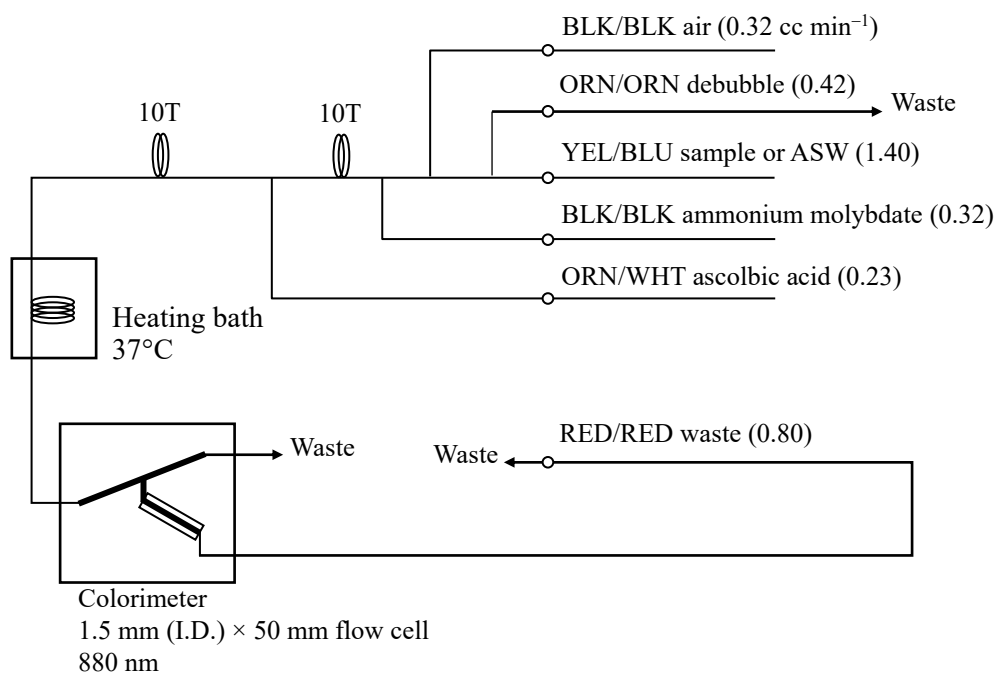 BLK/BLK air (0.32 cc min⁻¹)
ORN/ORN debubble (0.42)
Waste
10T
10T
YEL/BLU sample or ASW (1.40)
BLK/BLK ammonium molybdate (0.32)
ORN/WHT ascolbic acid (0.23)
Heating bath
37°C
RED/RED waste (0.80)
Waste
Waste
Colorimeter
1.5 mm (I.D.) × 50 mm flow cell
880 nm